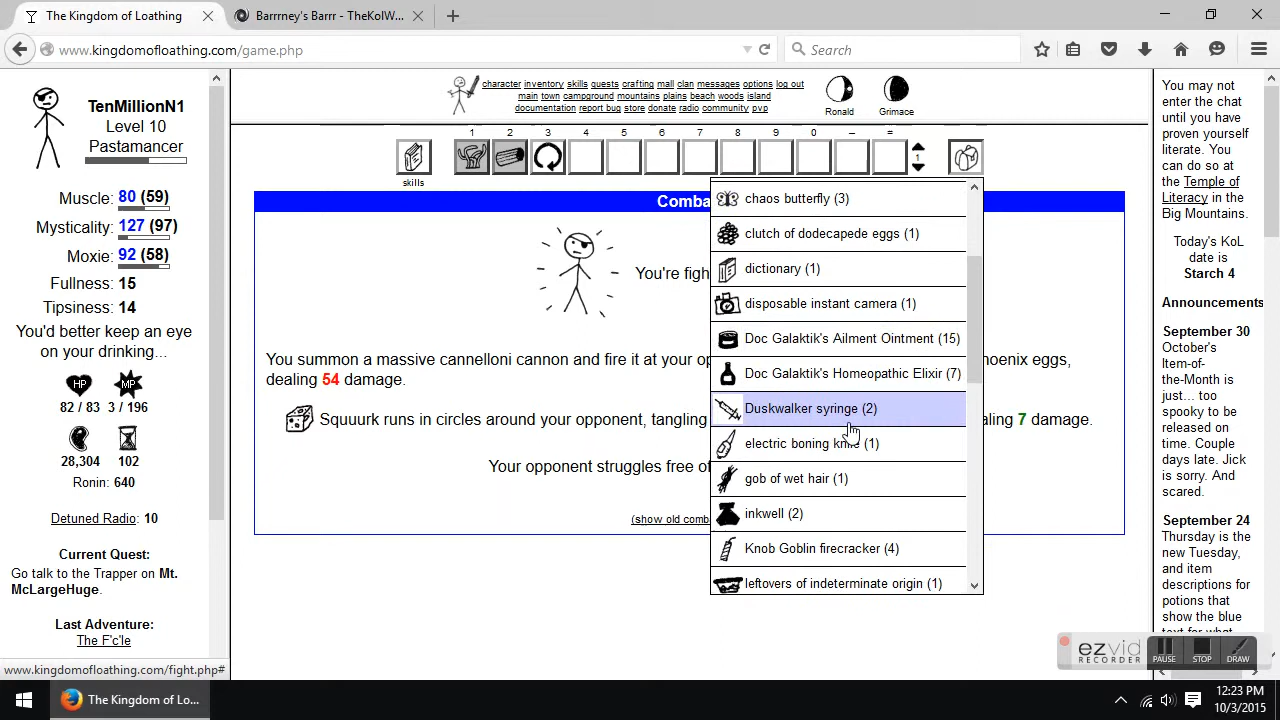 The Kingdom of Loathing
Barrrney's Barrr - TheKolW...
www.kingdomofloathing.com/game.php
Search
TenMillionN1
Level 10
Pastamancer
Muscle: 80 (59)
Mysticality: 127 (97)
Moxie: 92 (58)
Fullness: 15
Tipsiness: 14
You'd better keep an eye
on your drinking...
HP MP
82 / 83 3 / 196
28,304 102
Ronin: 640
Detuned Radio: 10
Current Quest:
Go talk to the Trapper on Mt.
McLargeHuge.
Last Adventure:
The F'c'le
www.kingdomofloathing.com/fight.php#
character inventory skills quests crafting mall clan messages options log out
main town campground mountains plains beach woods island
documentation report bug store donate radio community pvp
Ronald Grimace
1 2 3 4 5 6 7 8 9 0 – =
1
skills
Comba
You're figh
You summon a massive cannelloni cannon and fire it at your op hoenix eggs,
dealing 54 damage.
Squuurk runs in circles around your opponent, tangling aling 7 damage.
Your opponent struggles free of
(show old comb
chaos butterfly (3)
clutch of dodecapede eggs (1)
dictionary (1)
disposable instant camera (1)
Doc Galaktik's Ailment Ointment (15)
Doc Galaktik's Homeopathic Elixir (7)
Duskwalker syringe (2)
electric boning knife (1)
gob of wet hair (1)
inkwell (2)
Knob Goblin firecracker (4)
leftovers of indeterminate origin (1)
You may not
enter the chat
until you have
proven yourself
literate. You
can do so at
the Temple of
Literacy in the
Big Mountains.
Today's KoL
date is
Starch 4
Announcements
September 30
October's
Item-of-
the-Month is
just... too
spooky to be
released on
time. Couple
days late. Jick
is sorry. And
scared.
September 24
Thursday is the
new Tuesday,
and item
descriptions for
potions that
show the blue
text for what
ezvid
RECORDER
PAUSE STOP DRAW
The Kingdom of Lo...
12:23 PM
10/3/2015